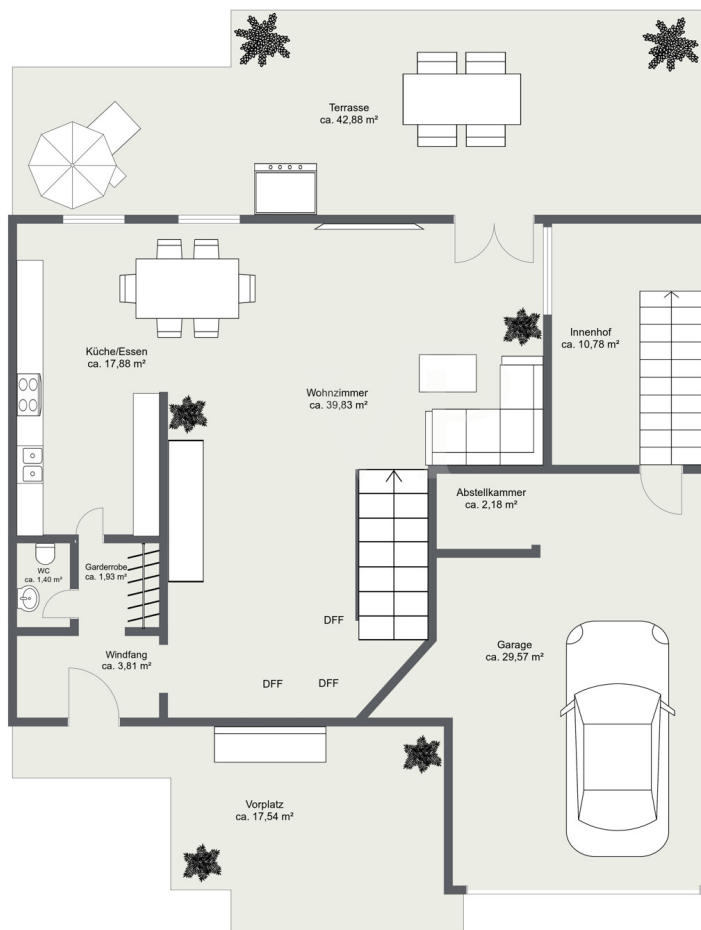 Terrasse
ca. 42,88 m²
Innenhof
ca. 10,78 m²
Küche/Essen
ca. 17,88 m²
Wohnzimmer
ca. 39,83 m²
Abstellkammer
ca. 2,18 m²
WC
ca. 1,40 m²
Garderrobe
ca. 1,93 m²
DFF
Garage
ca. 29,57 m²
Windfang
ca. 3,81 m²
DFF
DFF
Vorplatz
ca. 17,54 m²